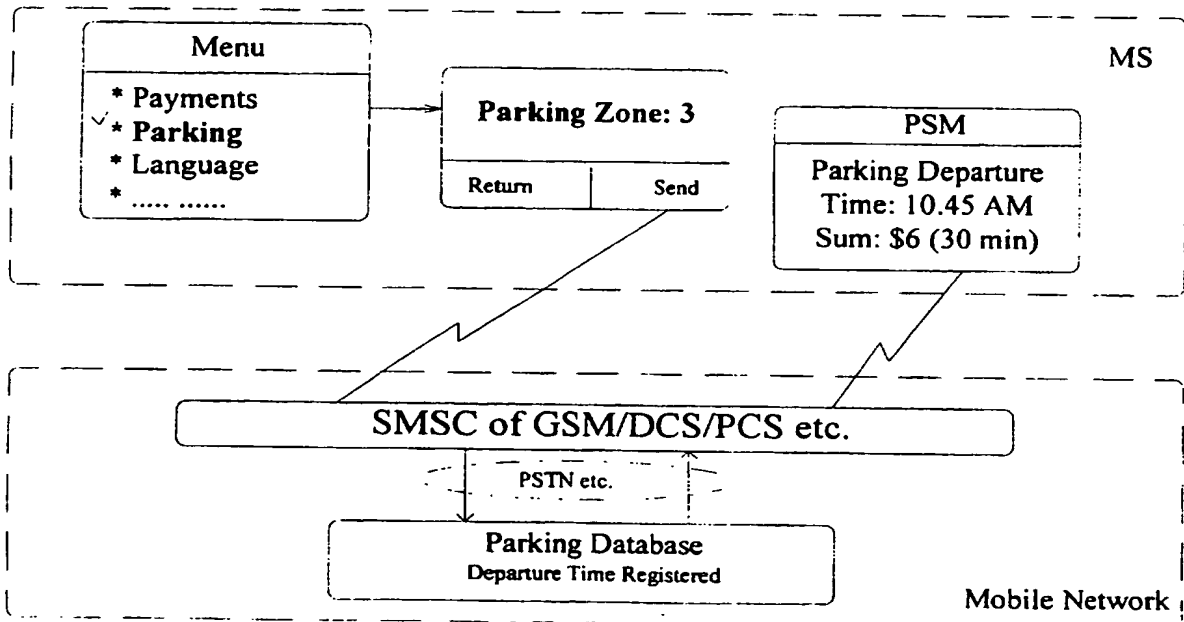 Menu
* Payments
* Parking
* Language
* ..... ......
Parking Zone: 3
Return
Send
MS
PSM
Parking Departure
Time: 10.45 AM
Sum: $6 (30 min)
SMSC of GSM/DCS/PCS etc.
PSTN etc.
Parking Database
Departure Time Registered
Mobile Network